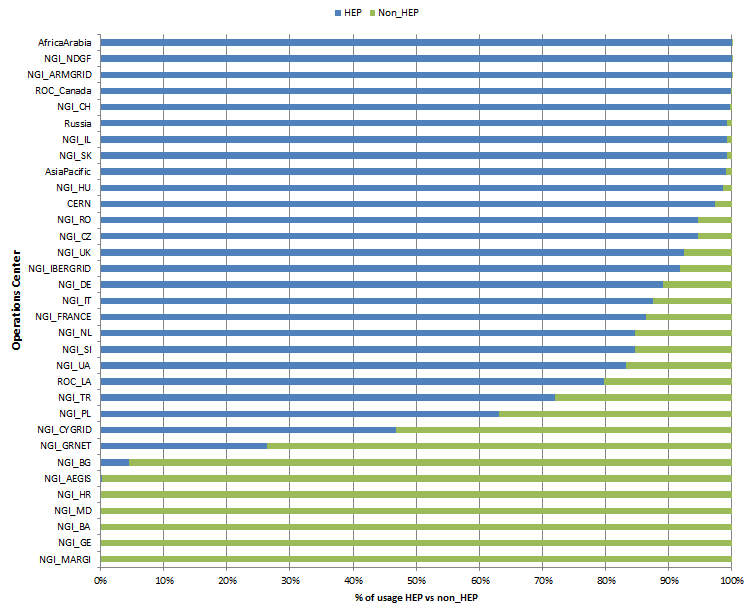 HEP Non_HEP
AfricaArabia
NGI_NDGF
NGI_ARMGRID
ROC_Canada
NGI_CH
Russia
NGI_IL
NGI_SK
AsiaPacific
NGI_HU
CERN
NGI_RO
NGI_CZ
NGI_UK
NGI_IBERGRID
NGI_DE
NGI_IT
NGI_FRANCE
NGI_NL
NGI_SI
NGI_UA
ROC_LA
NGI_TR
NGI_PL
NGI_CYGRID
NGI_GRNET
NGI_BG
NGI_AEGIS
NGI_HR
NGI_MD
NGI_BA
NGI_GE
NGI_MARGI
Operations Center
0% 10% 20% 30% 40% 50% 60% 70% 80% 90% 100%
% of usage HEP vs non_HEP